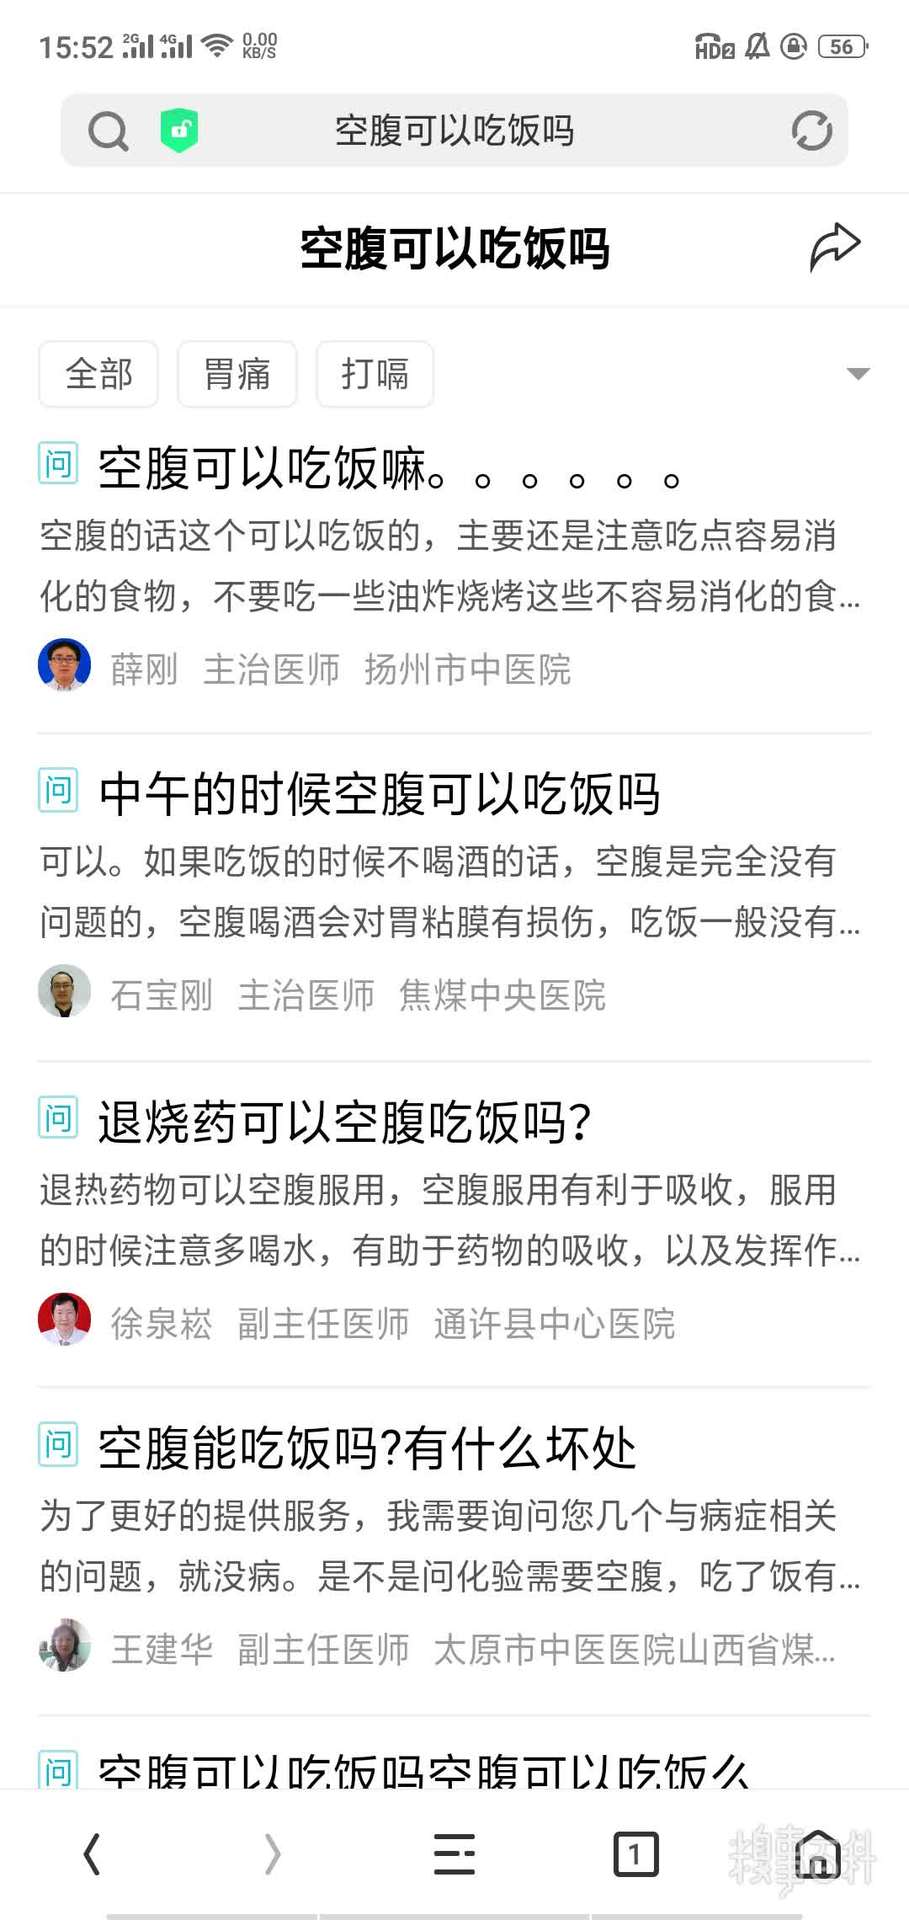 15:52 2G 4G 0.00 KB/S HD2 56
空腹可以吃饭吗
空腹可以吃饭吗
全部 胃痛 打嗝
问 空腹可以吃饭嘛。。。。。。
空腹的话这个可以吃饭的，主要还是注意吃点容易消
化的食物，不要吃一些油炸烧烤这些不容易消化的食...
薛刚 主治医师 扬州市中医院
问 中午的时候空腹可以吃饭吗
可以。如果吃饭的时候不喝酒的话，空腹是完全没有
问题的，空腹喝酒会对胃粘膜有损伤，吃饭一般没有...
石宝刚 主治医师 焦煤中央医院
问 退烧药可以空腹吃饭吗?
退热药物可以空腹服用，空腹服用有利于吸收，服用
的时候注意多喝水，有助于药物的吸收，以及发挥作...
徐泉崧 副主任医师 通许县中心医院
问 空腹能吃饭吗?有什么坏处
为了更好的提供服务，我需要询问您几个与病症相关
的问题，就没病。是不是问化验需要空腹，吃了饭有...
王建华 副主任医师 太原市中医医院山西省煤...
问 空腹可以吃饭吗空腹可以吃饭么
1
糗事百科